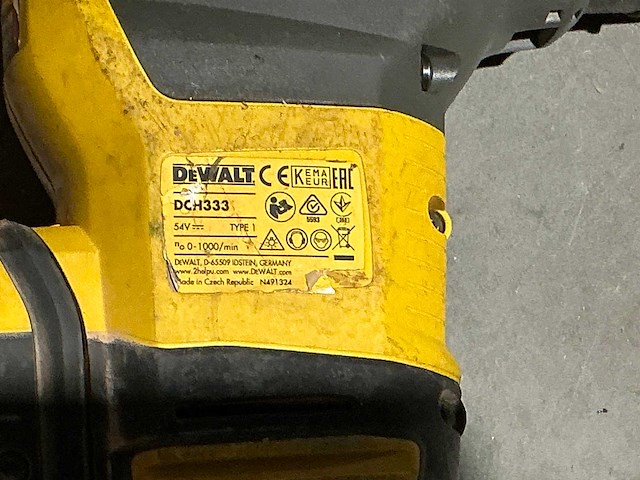 DEWALT CE KEMA KEUR EAC
DCH333
5593
54V TYPE 1
n₀ 0-1000/min
DEWALT, D-65509 IDSTEIN, GERMANY
www.2helpu.com www.DEWALT.com
Made in Czech Republic N491324